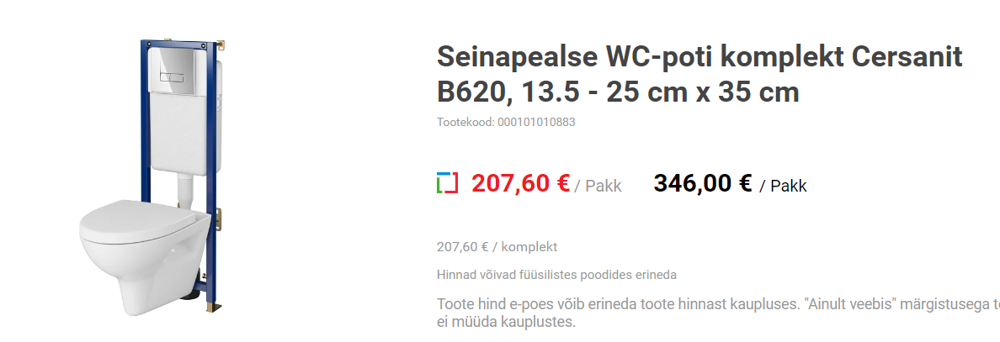 Seinapealse WC-poti komplekt Cersanit
B620, 13.5 - 25 cm x 35 cm
Tootekood: 000101010883
207,60 € / Pakk 346,00 € / Pakk
207,60 € / komplekt
Hinnad võivad füüsilistes poodides erineda
Toote hind e-poes võib erineda toote hinnast kaupluses. "Ainult veebis" märgistusega
ei müüda kauplustes.